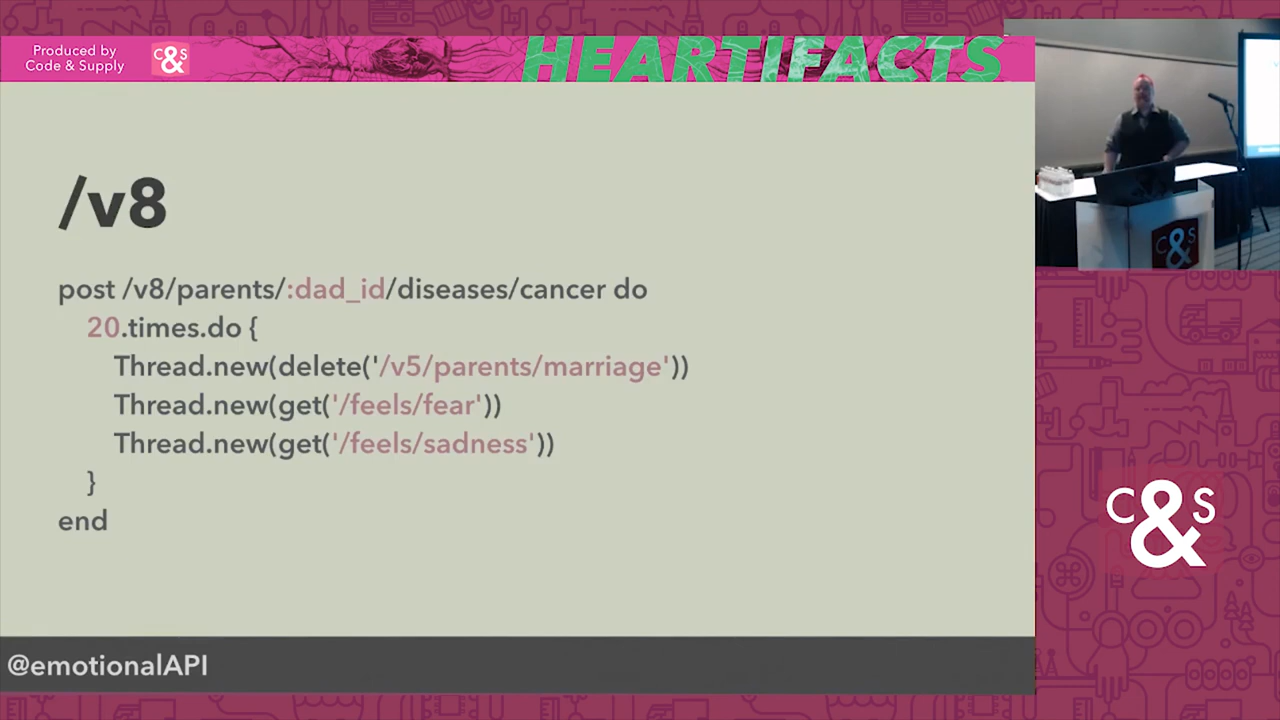 Produced by
Code & Supply
C&S
HEARTIFACTS
/v8
post /v8/parents/:dad_id/diseases/cancer do
20.times.do {
Thread.new(delete('/v5/parents/marriage'))
Thread.new(get('/feels/fear'))
Thread.new(get('/feels/sadness'))
}
end
@emotionalAPI
C&S
C&S